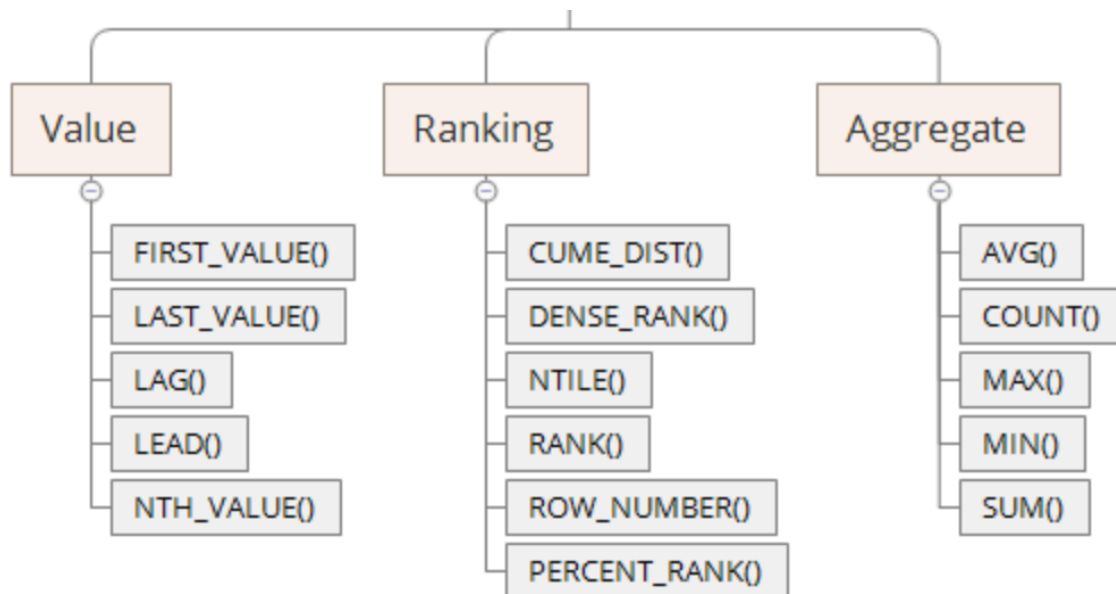 Value
FIRST_VALUE()
LAST_VALUE()
LAG()
LEAD()
NTH_VALUE()
Ranking
CUME_DIST()
DENSE_RANK()
NTILE()
RANK()
ROW_NUMBER()
PERCENT_RANK()
Aggregate
AVG()
COUNT()
MAX()
MIN()
SUM()